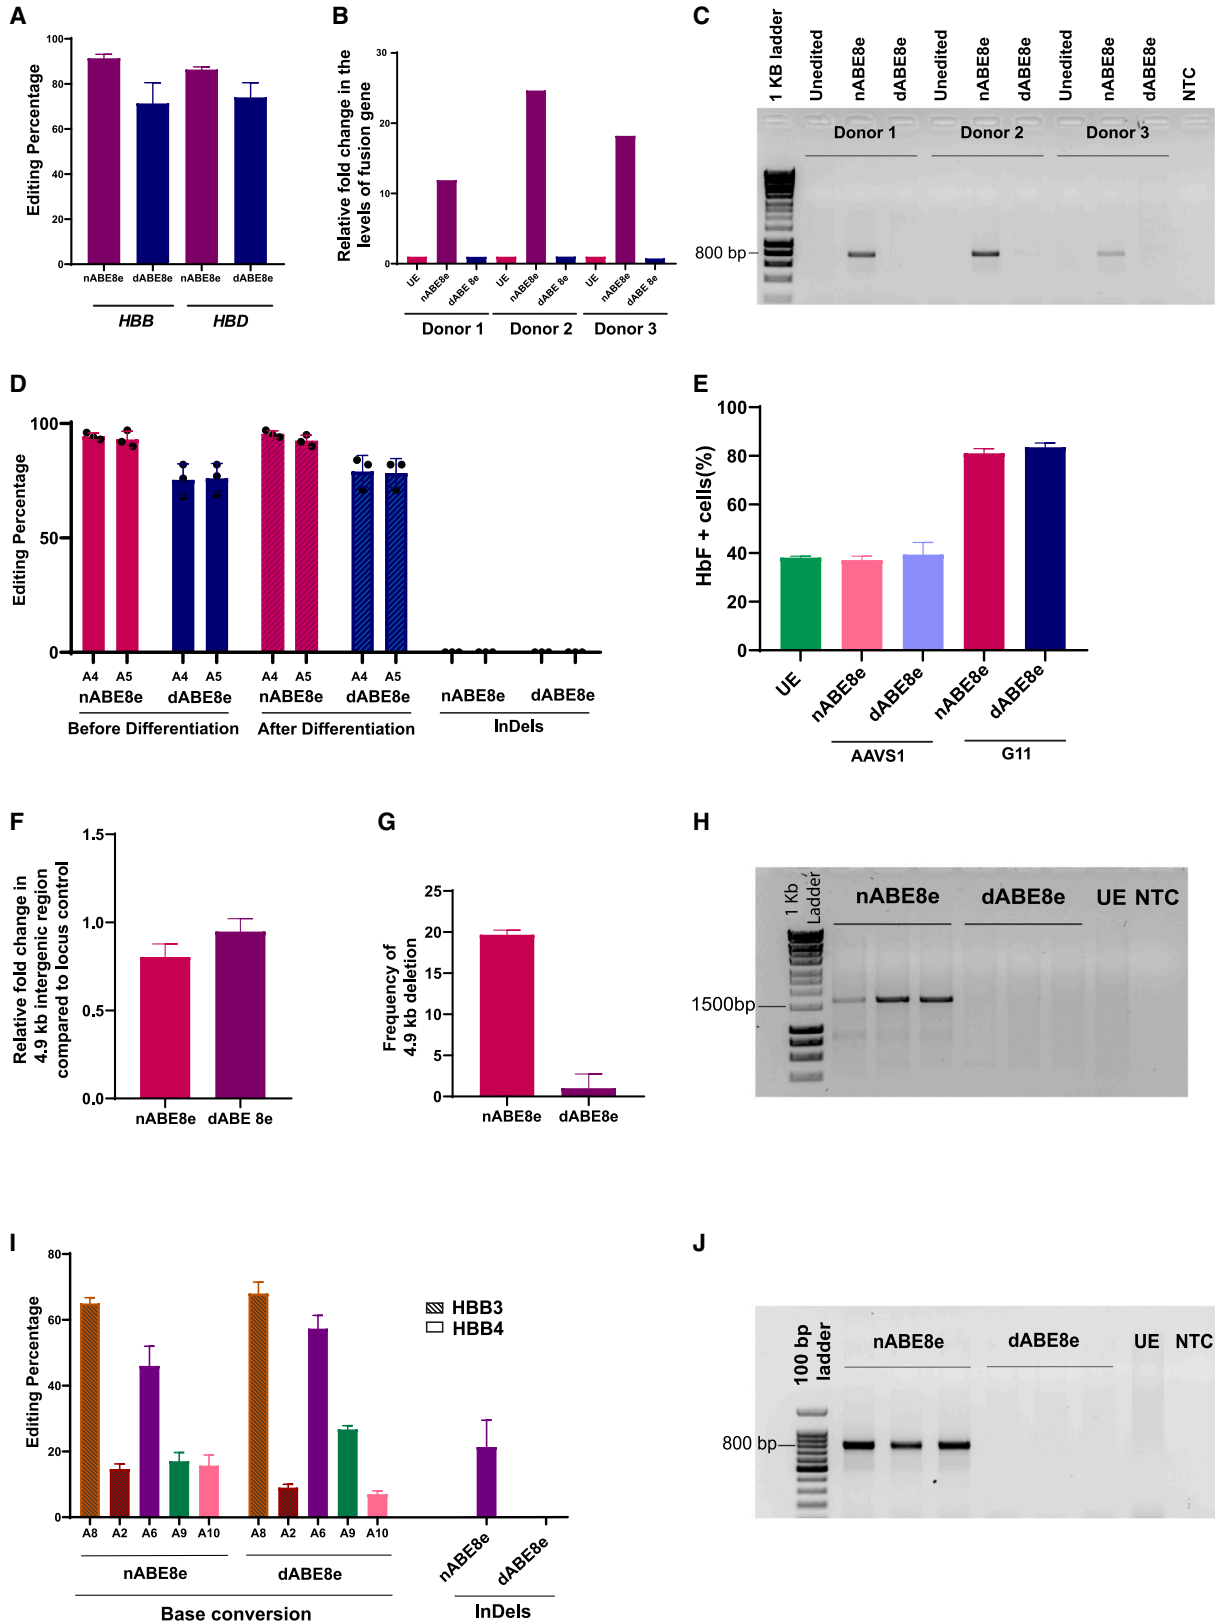 A
Editing Percentage
100
80
60
40
20
0
nABE8e dABE8e nABE8e dABE8e
HBB HBD
B
Relative fold change in the
levels of fusion gene
30
20
10
0
UE nABE8e dABE 8e UE nABE8e dABE 8e UE nABE8e dABE 8e
Donor 1 Donor 2 Donor 3
C
1 KB ladder Unedited nABE8e dABE8e Unedited nABE8e dABE8e Unedited nABE8e dABE8e NTC
Donor 1 Donor 2 Donor 3
800 bp
D
Editing Percentage
100
50
0
A4 A5 A4 A5 A4 A5 A4 A5
nABE8e dABE8e nABE8e dABE8e nABE8e dABE8e
Before Differentiation After Differentiation InDels
E
HbF + cells(%)
100
80
60
40
20
0
UE nABE8e dABE8e nABE8e dABE8e
AAVS1 G11
F
Relative fold change in
4.9 kb intergenic region
compared to locus control
1.5
1.0
0.5
0.0
nABE8e dABE 8e
G
Frequency of
4.9 kb deletion
25
20
15
10
5
0
nABE8e dABE8e
H
1 Kb
Ladder
nABE8e dABE8e UE NTC
1500bp
I
Editing Percentage
80
60
40
20
0
HBB3
HBB4
A8 A2 A6 A9 A10 A8 A2 A6 A9 A10
nABE8e dABE8e nABE8e dABE8e
Base conversion InDels
J
100 bp
ladder
nABE8e dABE8e UE NTC
800 bp